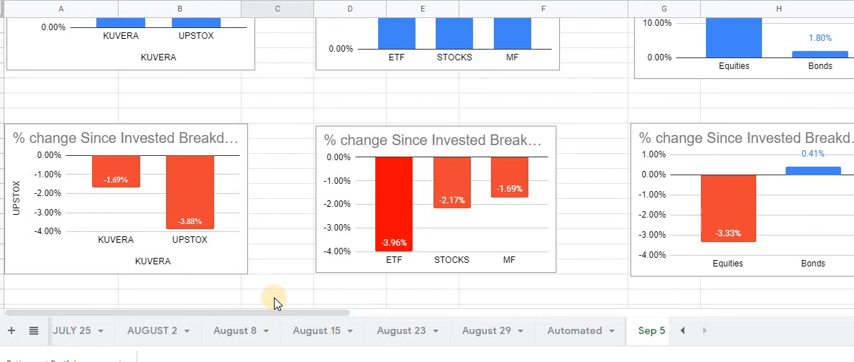 A B C D E F G H
0.00%
KUVERA UPSTOX
KUVERA
0.00%
ETF STOCKS MF
10.00%
0.00%
1.80%
Equities Bonds
% change Since Invested Breakd…
0.00%
-1.00%
-2.00%
-3.00%
-4.00%
UPSTOX
-1.69%
-3.88%
KUVERA UPSTOX
KUVERA
% change Since Invested Break…
0.00%
-1.00%
-2.00%
-3.00%
-4.00%
-3.96%
-2.17%
-1.69%
ETF STOCKS MF
% change Since Invested Breakd
1.00%
0.00%
-1.00%
-2.00%
-3.00%
-4.00%
0.41%
-3.33%
Equities Bonds
JULY 25 AUGUST 2 August 8 August 15 August 23 August 29 Automated Sep 5